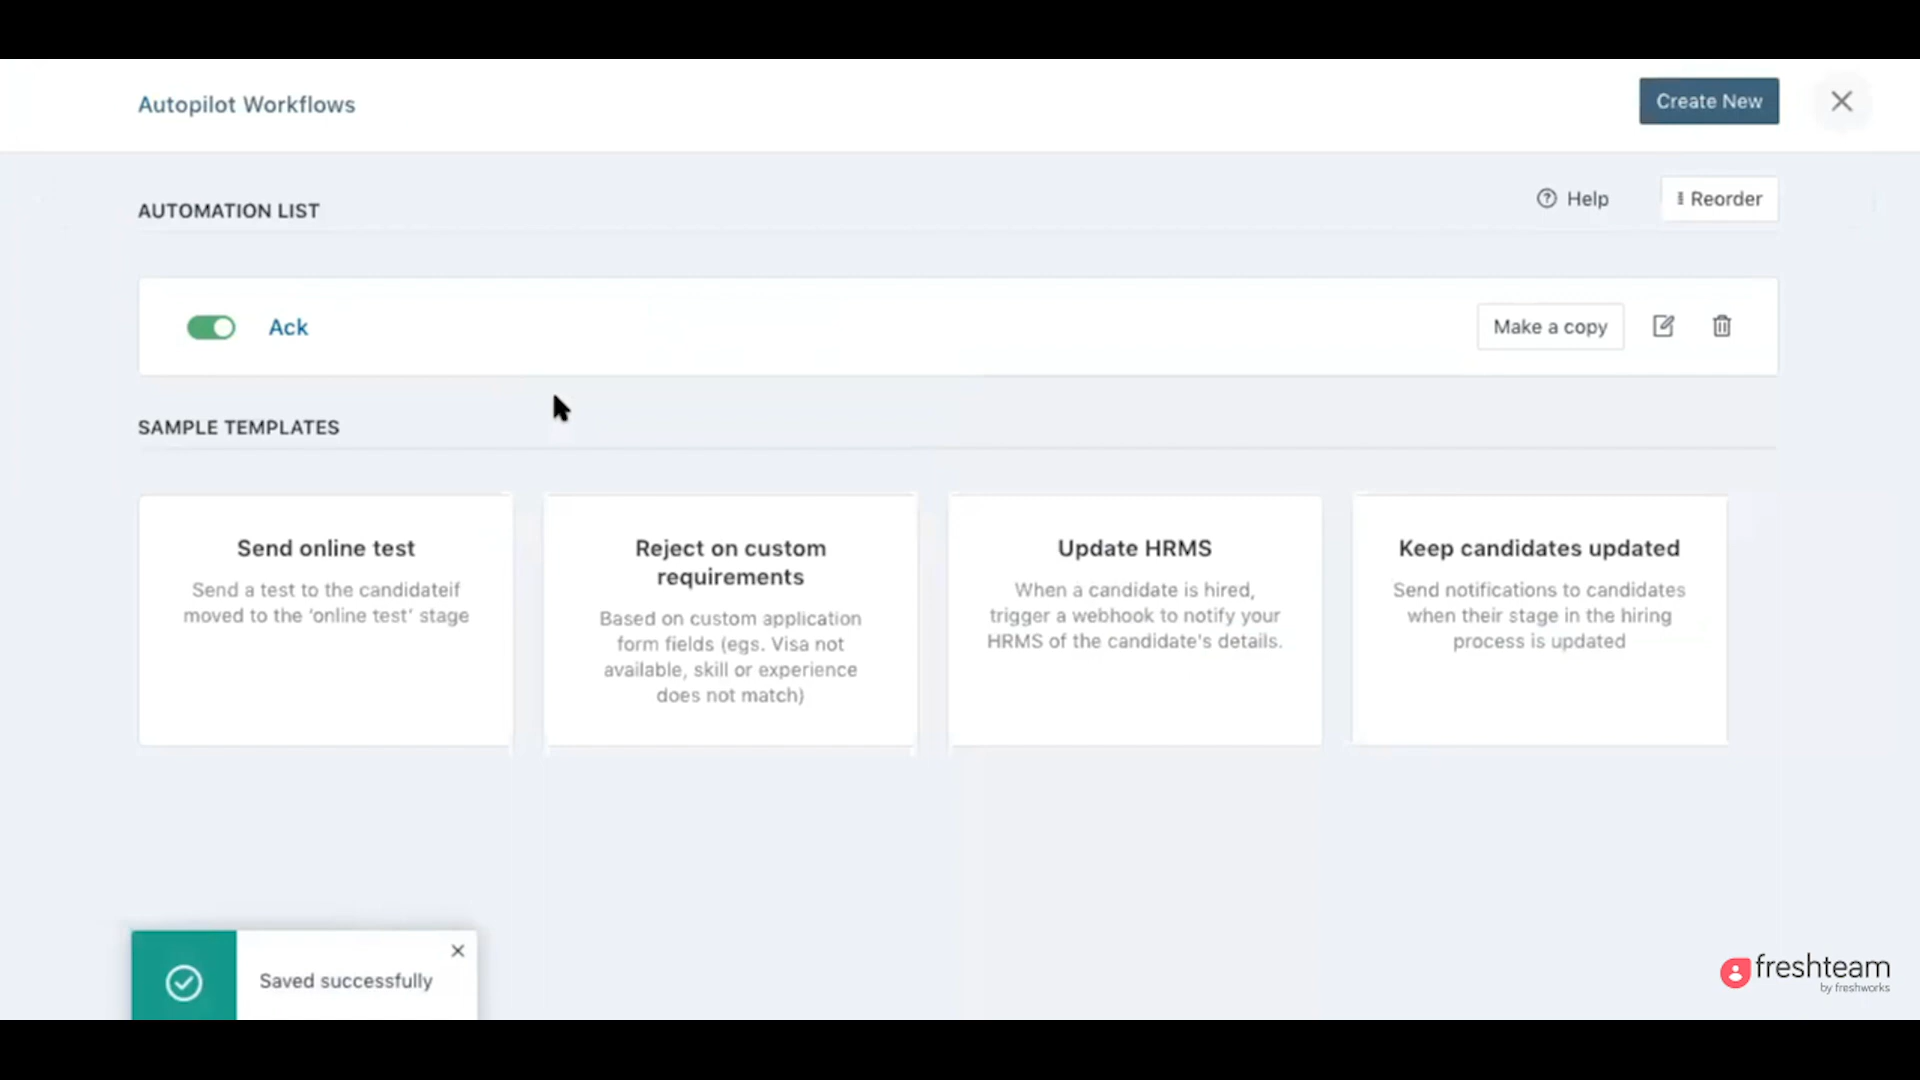 Autopilot Workflows
Create New
AUTOMATION LIST
Help
Reorder
Ack
Make a copy
SAMPLE TEMPLATES
Send online test
Send a test to the candidateif
moved to the ‘online test’ stage
Reject on custom
requirements
Based on custom application
form fields (egs. Visa not
available, skill or experience
does not match)
Update HRMS
When a candidate is hired,
trigger a webhook to notify your
HRMS of the candidate's details.
Keep candidates updated
Send notifications to candidates
when their stage in the hiring
process is updated
Saved successfully
freshteam
by freshworks